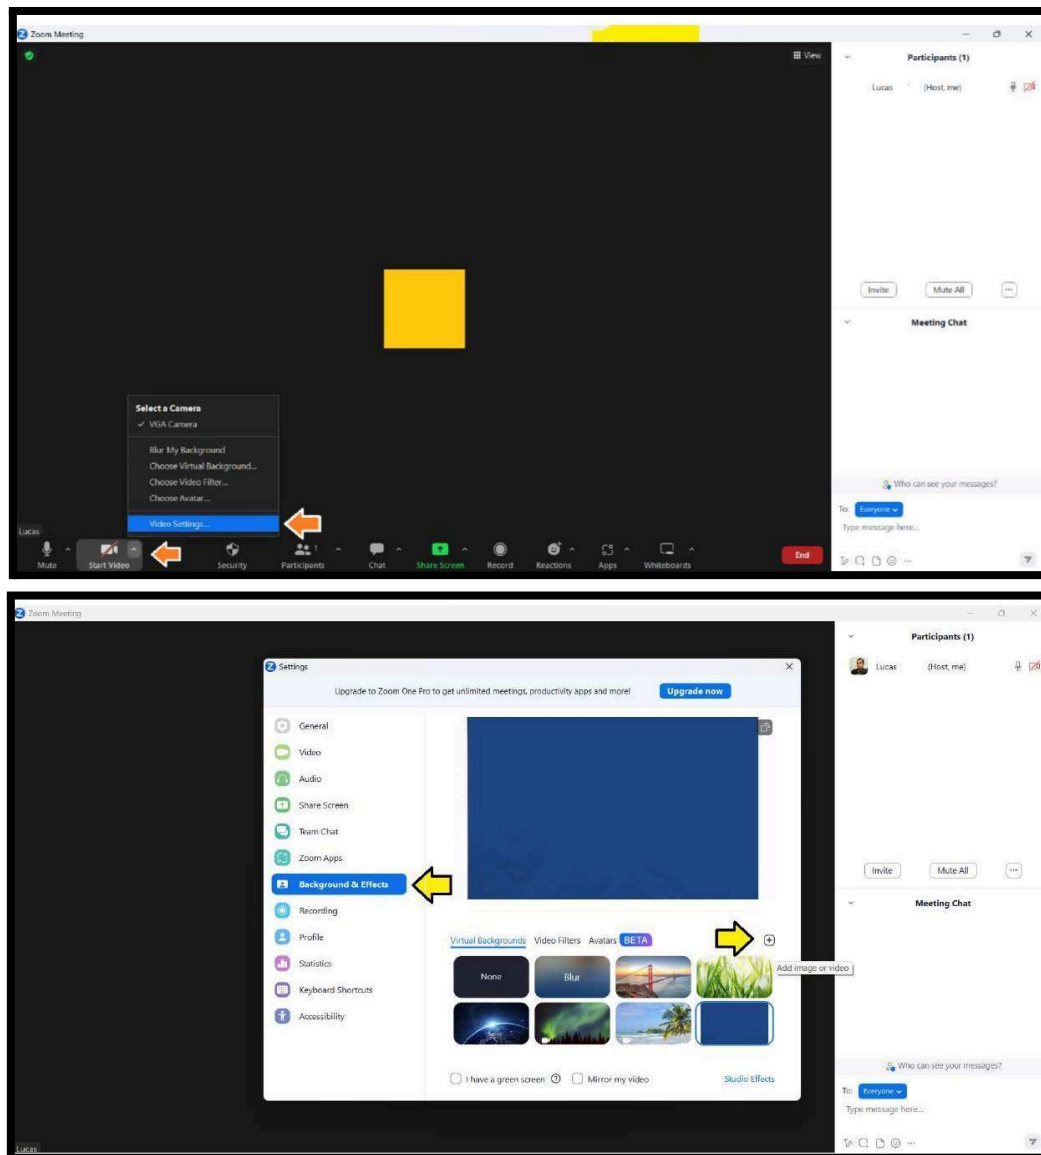 Zoom Meeting
View
Participants (1)
Lucas (Host, me)
Invite Mute All ...
Meeting Chat
Select a Camera
✓ VGA Camera
Blur My Background
Choose Virtual Background...
Choose Video Filter...
Choose Avatar...
Video Settings...
Who can see your messages?
To: Everyone
Type message here...
Lucas
Mute Start Video Security Participants 1 Chat Share Screen Record Reactions Apps Whiteboards End
Zoom Meeting
Participants (1)
Lucas (Host, me)
Settings
Upgrade to Zoom One Pro to get unlimited meetings, productivity apps and more! Upgrade now
General
Video
Audio
Share Screen
Team Chat
Zoom Apps
Background & Effects
Recording
Profile
Statistics
Keyboard Shortcuts
Accessibility
Virtual Backgrounds Video Filters Avatars BETA
Add image or video
None Blur
I have a green screen ? Mirror my video Studio Effects
Invite Mute All ...
Meeting Chat
Who can see your messages?
To: Everyone
Type message here...
Lucas